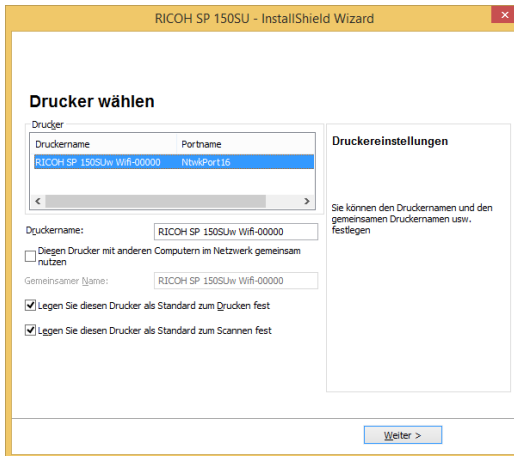 RICOH SP 150SU - InstallShield Wizard
Drucker wählen
Drucker
Druckername Portname
RICOH SP 150SUw Wifi-00000 NtwkPort16
Druckername: RICOH SP 150SUw Wifi-00000
Diesen Drucker mit anderen Computern im Netzwerk gemeinsam
nutzen
Gemeinsamer Name: RICOH SP 150SUw Wifi-00000
Legen Sie diesen Drucker als Standard zum Drucken fest
Legen Sie diesen Drucker als Standard zum Scannen fest
Druckereinstellungen
Sie können den Druckernamen und den
gemeinsamen Druckernamen usw.
festlegen
Weiter >